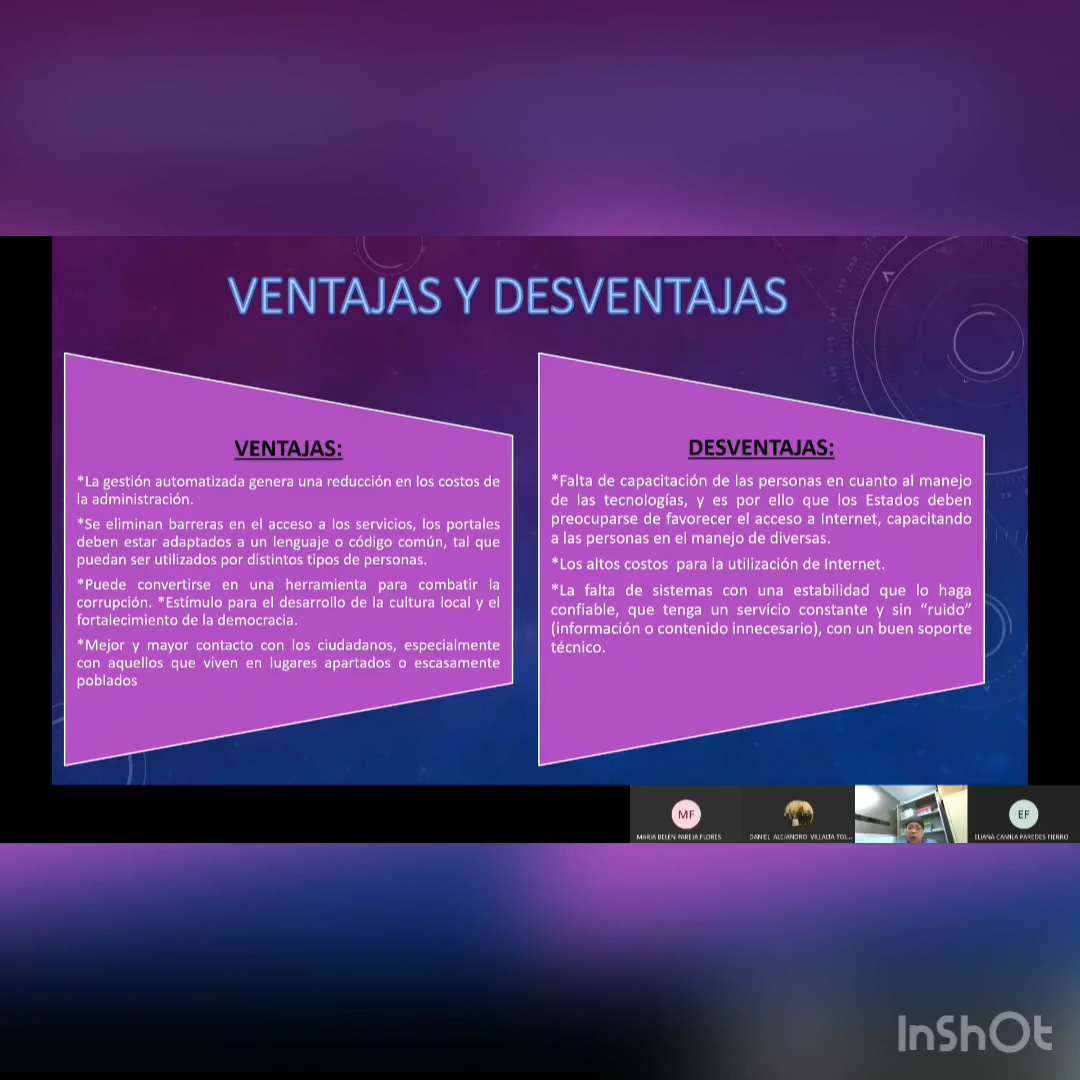 VENTAJAS Y DESVENTAJAS
VENTAJAS:
*La gestión automatizada genera una reducción en los costos de
la administración.
*Se eliminan barreras en el acceso a los servicios, los portales
deben estar adaptados a un lenguaje o código común, tal que
puedan ser utilizados por distintos tipos de personas.
*Puede convertirse en una herramienta para combatir la
corrupción. *Estímulo para el desarrollo de la cultura local y el
fortalecimiento de la democracia.
*Mejor y mayor contacto con los ciudadanos, especialmente
con aquellos que viven en lugares apartados o escasamente
poblados
DESVENTAJAS:
*Falta de capacitación de las personas en cuanto al manejo
de las tecnologías, y es por ello que los Estados deben
preocuparse de favorecer el acceso a Internet, capacitando
a las personas en el manejo de diversas.
*Los altos costos para la utilización de Internet.
*La falta de sistemas con una estabilidad que lo haga
confiable, que tenga un servicio constante y sin “ruido”
(información o contenido innecesario), con un buen soporte
técnico.
MF
MARIA BELEN PAREJA FLORES
DANIEL ALEJANDRO VILLALTA TOL...
EF
ELIANA CAMILA PAREDES FIERRO
InShOt